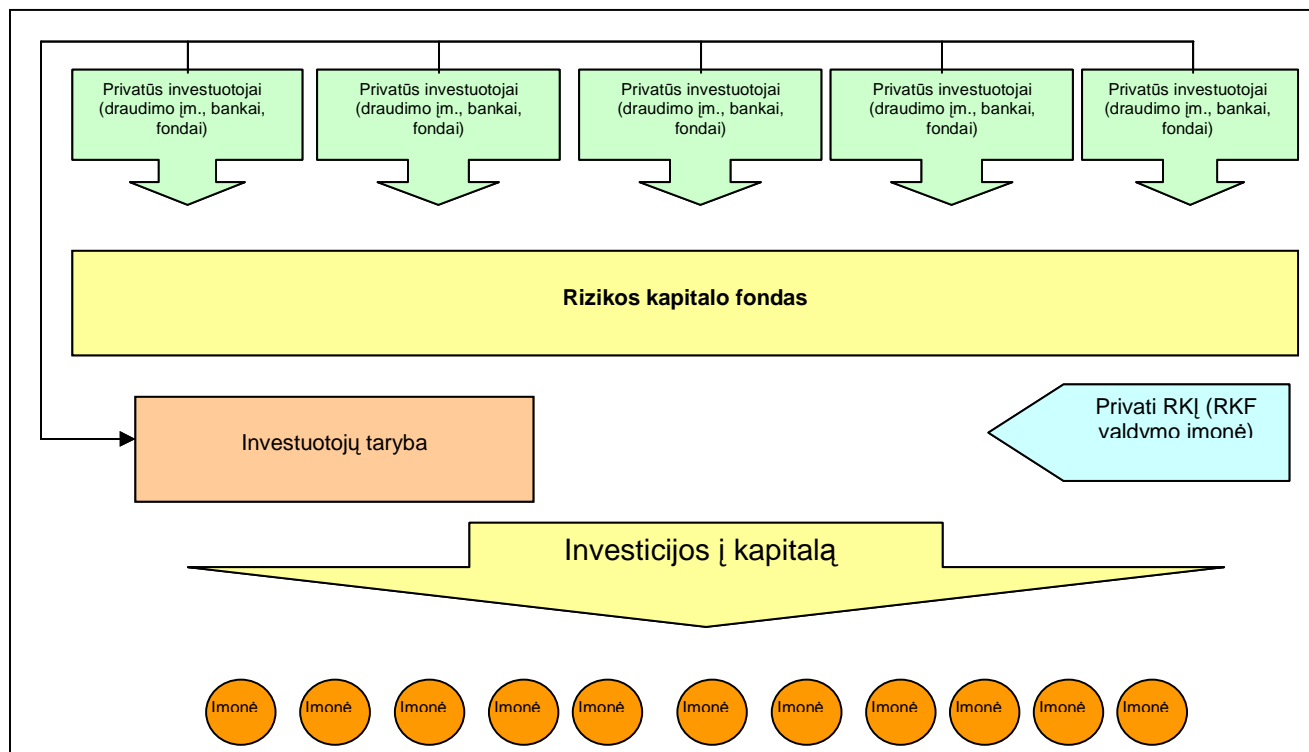 Privatūs investuotojai
(draudimo įm., bankai,
fondai)
Privatūs investuotojai
(draudimo įm., bankai,
fondai)
Privatūs investuotojai
(draudimo įm., bankai,
fondai)
Privatūs investuotojai
(draudimo įm., bankai,
fondai)
Privatūs investuotojai
(draudimo įm., bankai,
fondai)
Rizikos kapitalo fondas
Investuotojų taryba
Privati RKĮ (RKF
valdymo įmonė)
Investicijos į kapitalą
Įmonė
Įmonė
Įmonė
Įmonė
Įmonė
Įmonė
Įmonė
Įmonė
Įmonė
Įmonė
Įmonė